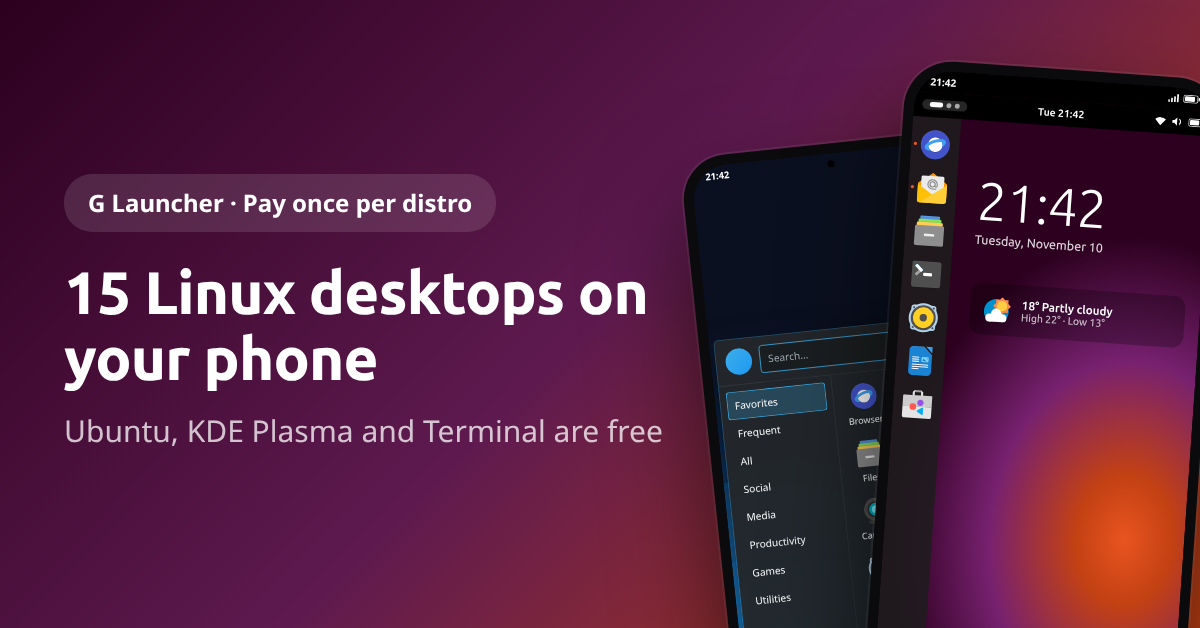 G Launcher · Pay once per distro
15 Linux desktops on
your phone
Ubuntu, KDE Plasma and Terminal are free
21:42
Search...
Favorites
Frequent
All
Social
Media
Productivity
Games
Utilities
Browser
21:42
Tue 21:42
21:42
Tuesday, November 10
18° Partly cloudy
High 22° · Low 13°